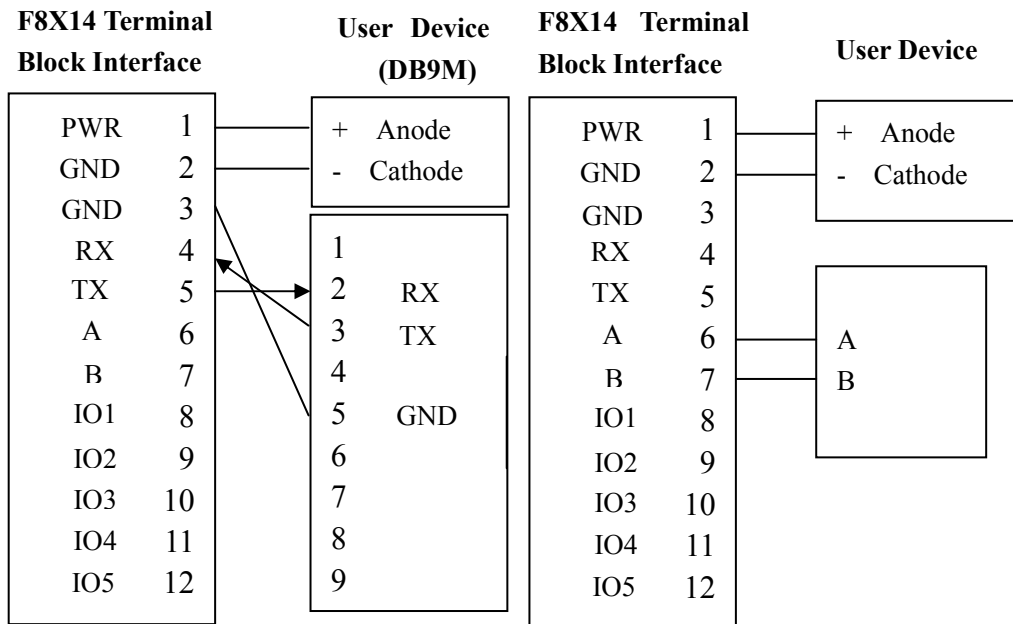 F8X14 Terminal
Block Interface
PWR 1
GND 2
GND 3
RX 4
TX 5
A 6
B 7
IO1 8
IO2 9
IO3 10
IO4 11
IO5 12
User Device
(DB9M)
+ Anode
- Cathode
1
2 RX
3 TX
4
5 GND
6
7
8
9
F8X14 Terminal
Block Interface
PWR 1
GND 2
GND 3
RX 4
TX 5
A 6
B 7
IO1 8
IO2 9
IO3 10
IO4 11
IO5 12
User Device
+ Anode
- Cathode
A
B